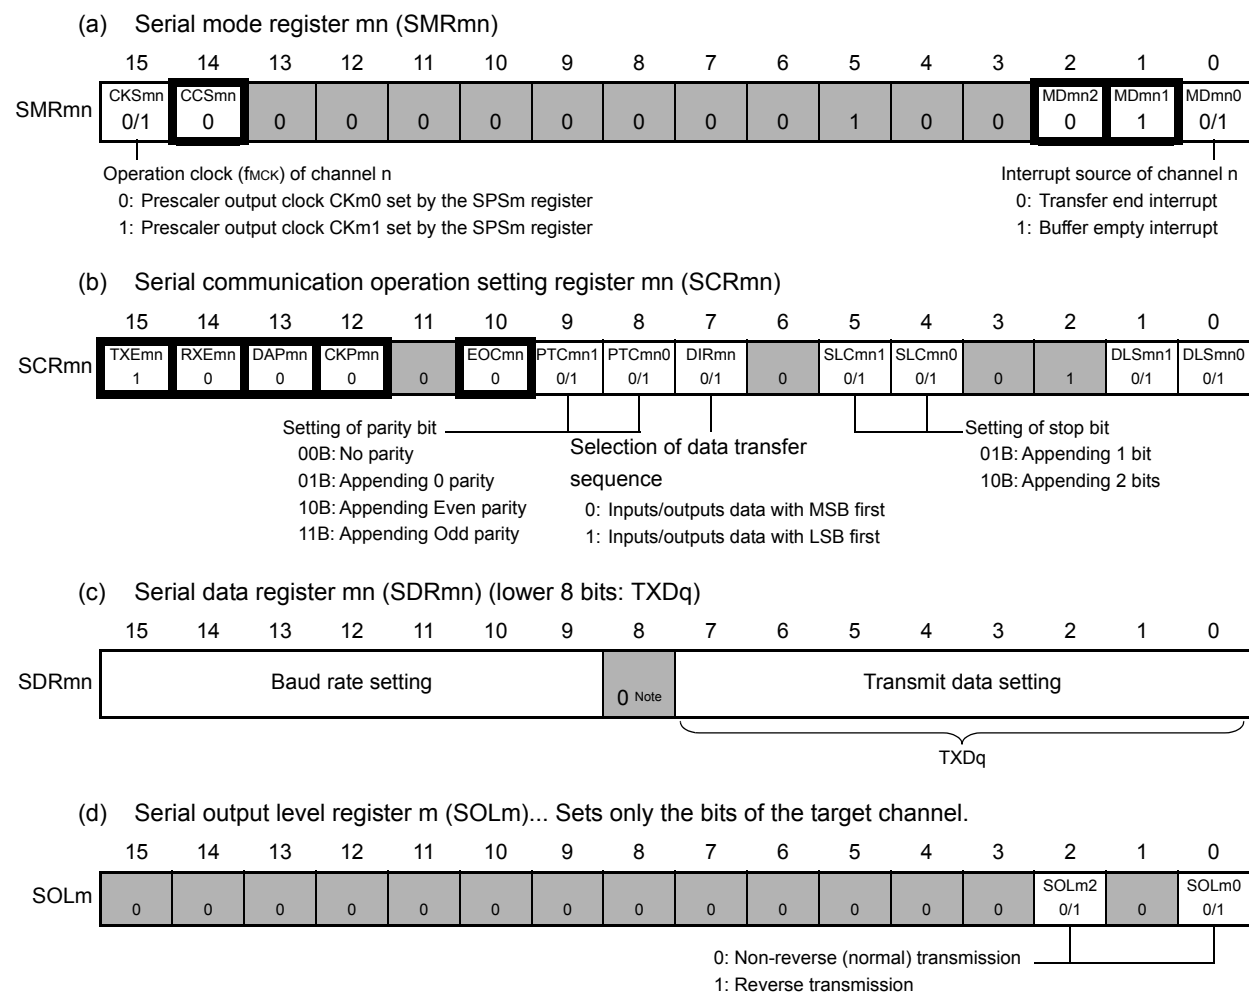 (a) Serial mode register mn (SMRmn)
15 14 13 12 11 10 9 8 7 6 5 4 3 2 1 0
CKSmn CCSmn MDmn2 MDmn1 MDmn0
SMRmn 0/1 0 0 0 0 0 0 0 0 0 1 0 0 0 1 0/1
Operation clock (fMCK) of channel n Interrupt source of channel n
0: Prescaler output clock CKm0 set by the SPSm register 0: Transfer end interrupt
1: Prescaler output clock CKm1 set by the SPSm register 1: Buffer empty interrupt
(b) Serial communication operation setting register mn (SCRmn)
15 14 13 12 11 10 9 8 7 6 5 4 3 2 1 0
TXEmn RXEmn DAPmn CKPmn EOCmn PTCmn1 PTCmn0 DIRmn SLCmn1 SLCmn0 DLSmn1 DLSmn0
SCRmn 1 0 0 0 0 0 0/1 0/1 0/1 0 0/1 0/1 0 1 0/1 0/1
Setting of parity bit
00B: No parity
01B: Appending 0 parity
10B: Appending Even parity
11B: Appending Odd parity
Selection of data transfer
sequence
0: Inputs/outputs data with MSB first
1: Inputs/outputs data with LSB first
Setting of stop bit
01B: Appending 1 bit
10B: Appending 2 bits
(c) Serial data register mn (SDRmn) (lower 8 bits: TXDq)
15 14 13 12 11 10 9 8 7 6 5 4 3 2 1 0
SDRmn Baud rate setting 0 Note Transmit data setting
TXDq
(d) Serial output level register m (SOLm)... Sets only the bits of the target channel.
15 14 13 12 11 10 9 8 7 6 5 4 3 2 1 0
SOLm2 SOLm0
SOLm 0 0 0 0 0 0 0 0 0 0 0 0 0 0/1 0 0/1
0: Non-reverse (normal) transmission
1: Reverse transmission